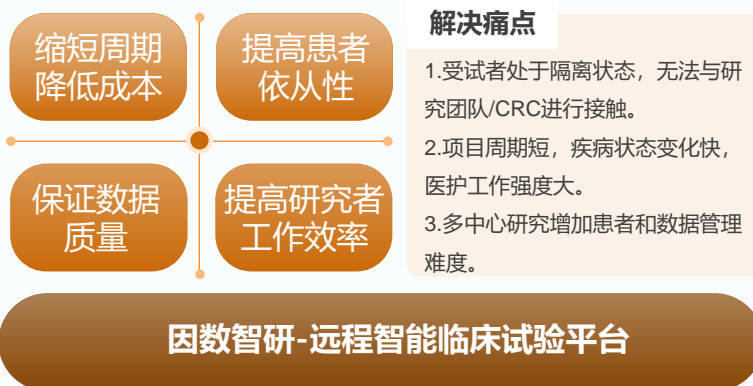 缩短周期
降低成本
提高患者
依从性
保证数据
质量
提高研究者
工作效率
解决痛点
1.受试者处于隔离状态，无法与研
究团队/CRC进行接触。
2.项目周期短，疾病状态变化快，
医护工作强度大。
3.多中心研究增加患者和数据管理
难度。
因数智研-远程智能临床试验平台